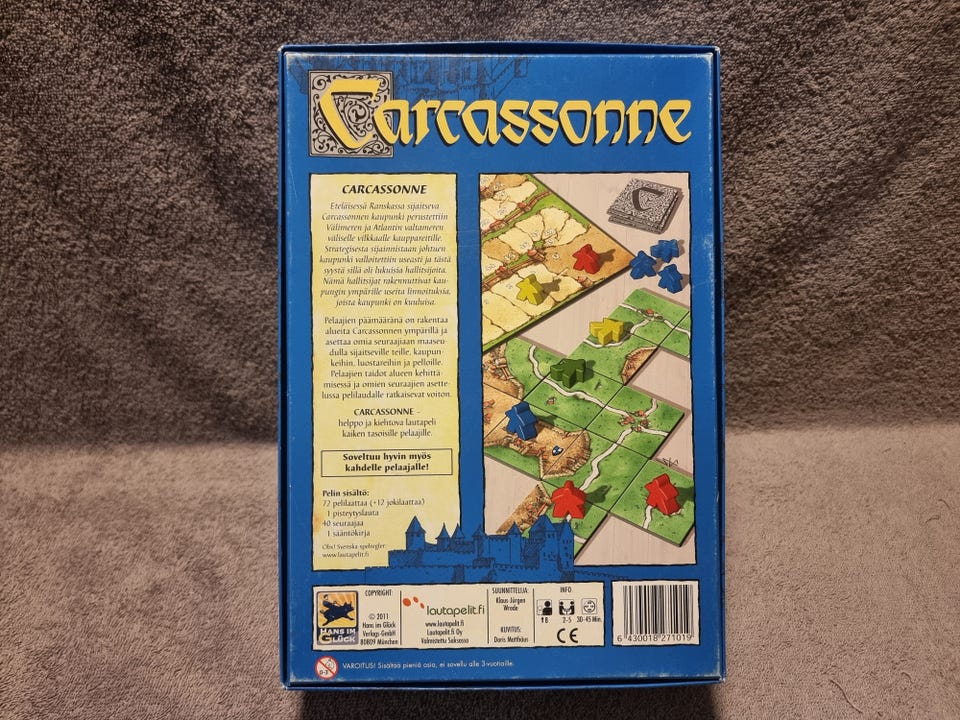 Carcassonne
CARCASSONNE
Eteläisessä Ranskassa sijaitseva
Carcassonnen kaupunki perustettiin
Välimeren ja Atlantin valtameren
väliselle vilkkaalle kauppareitille.
Strategisesta sijainnistaan johtuen
kaupunki valloitettiin useasti ja tästä
syystä sillä oli lukuisia hallitsijoita.
Nämä hallitsijat rakennuttivat kau-
pungin ympärille useita linnoituksia,
joista kaupunki on kuuluisa.
Pelaajien päämääränä on rakentaa
alueita Carcassonnen ympärillä ja
asettaa omia seuraajiaan maaseu-
dulla sijaitseville teille, kaupun-
keihin, luostareihin ja pelloille.
Pelaajien taidot alueen kehittä-
misessä ja omien seuraajien asette-
lussa pelilaudalle ratkaisevat voiton.
CARCASSONNE –
helppo ja kiehtova lautapeli
kaiken tasoisille pelaajille.
Soveltuu hyvin myös
kahdelle pelaajalle!
Pelin sisältö:
72 pelilaattaa (+12 jokilaattaa)
1 pisteytyslauta
40 seuraajaa
1 sääntökirja
Obs! Svenska spelregler:
www.lautapelit.fi
C
HANS IM
GLÜCK
COPYRIGHT:
© 2011
Hans im Glück
Verlags-GmbH
80809 München
lautapelit.fi
www.lautapelit.fi
Lautapelit.fi Oy
Valmistettu Saksassa
SUUNNITTELIJA:
Klaus-Jürgen
Wrede
KUVITUS:
Doris Matthäus
INFO
8 2-5 30-45 Min.
CE
6 430018 271019
0-3
VAROITUS! Sisältää pieniä osia, ei sovellu alle 3-vuotiaille.